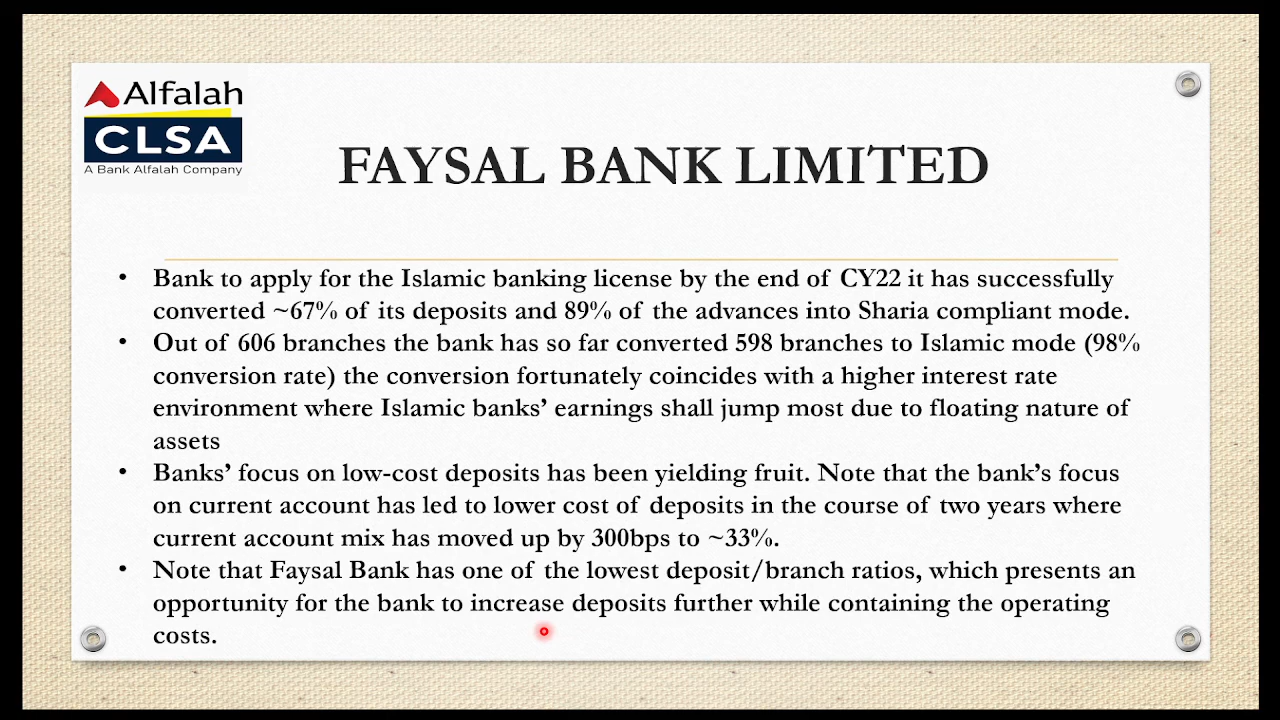 Alfalah
CLSA
A Bank Alfalah Company
FAYSAL BANK LIMITED
• Bank to apply for the Islamic banking license by the end of CY22 it has successfully
converted ~67% of its deposits and 89% of the advances into Sharia compliant mode.
• Out of 606 branches the bank has so far converted 598 branches to Islamic mode (98%
conversion rate) the conversion fortunately coincides with a higher interest rate
environment where Islamic banks’ earnings shall jump most due to floating nature of
assets
• Banks’ focus on low-cost deposits has been yielding fruit. Note that the bank’s focus
on current account has led to lower cost of deposits in the course of two years where
current account mix has moved up by 300bps to ~33%.
• Note that Faysal Bank has one of the lowest deposit/branch ratios, which presents an
opportunity for the bank to increase deposits further while containing the operating
costs.